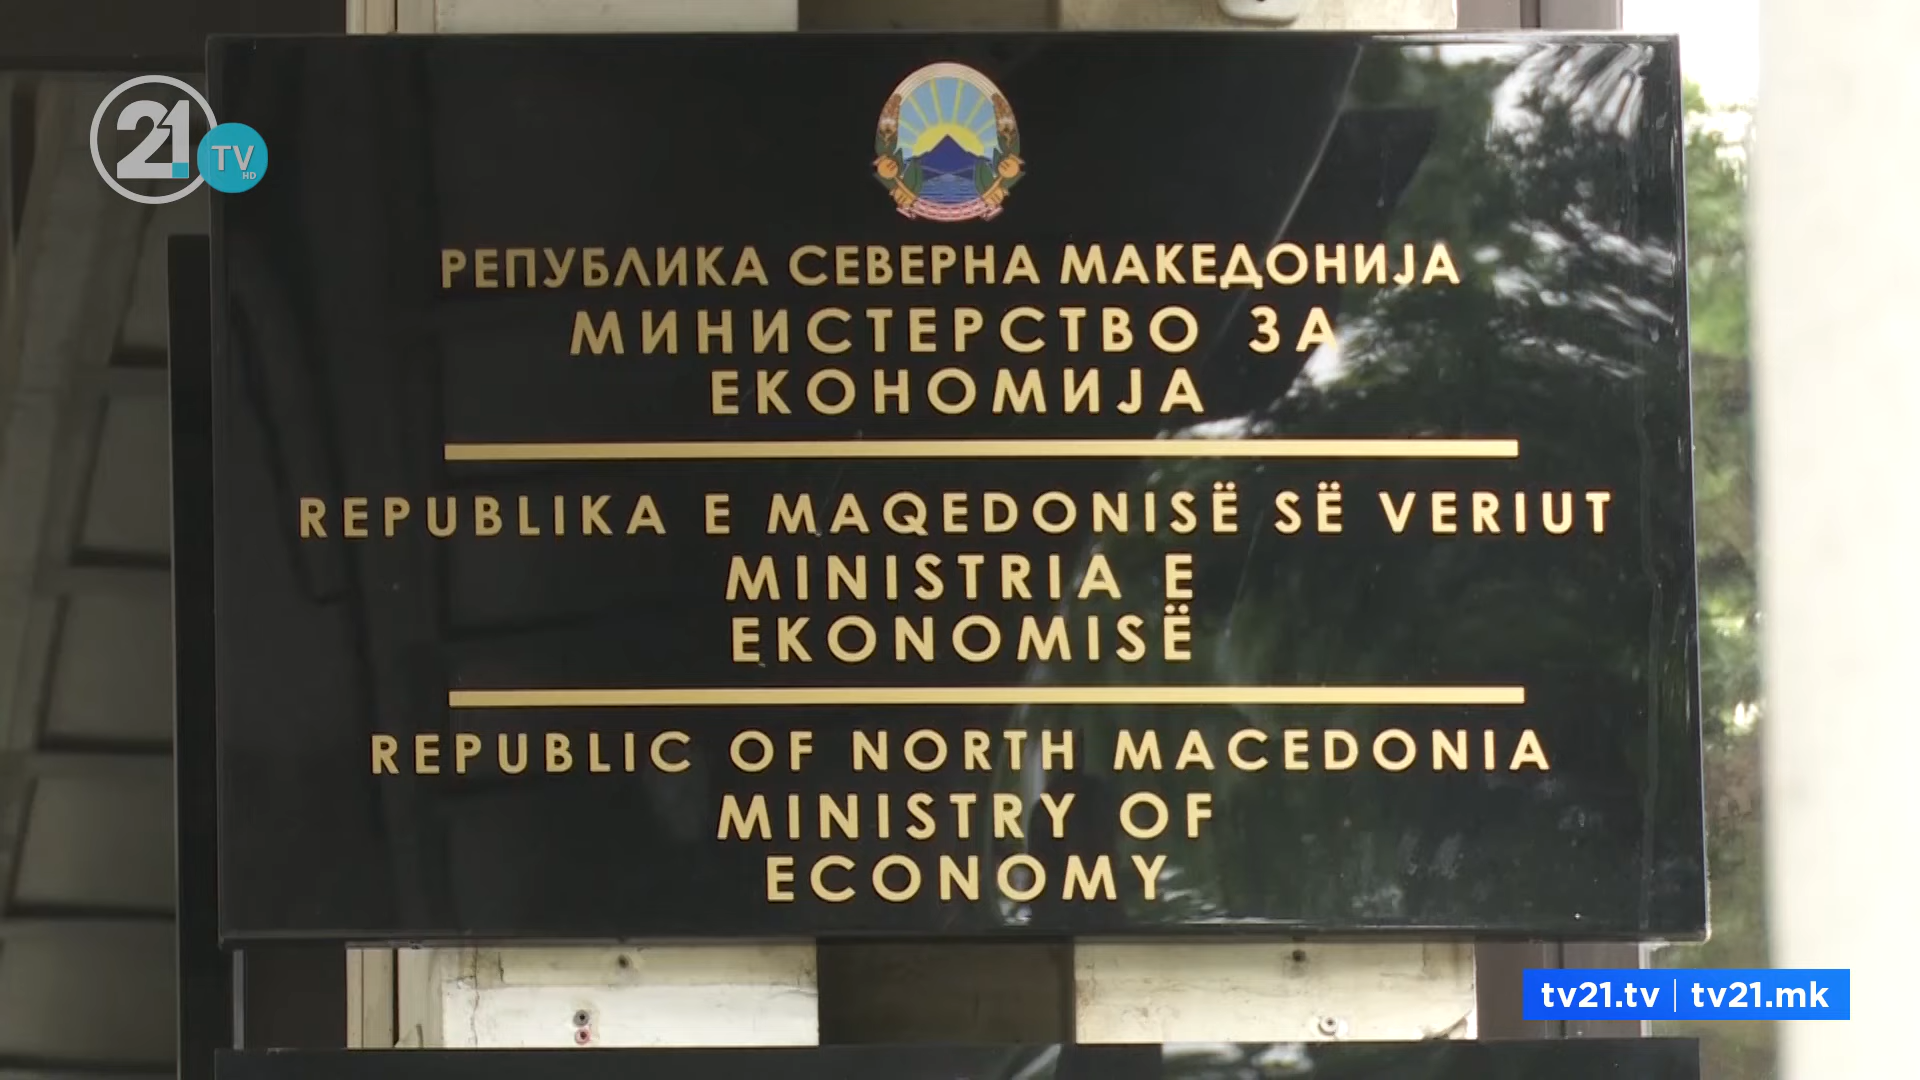 21
TV
HD
РЕПУБЛИКА СЕВЕРНА МАКЕДОНИЈА
МИНИСТЕРСТВО ЗА
ЕКОНОМИЈА
REPUBLIKA E MAQEDONISË SË VERIUT
MINISTRIA E
EKONOMISË
REPUBLIC OF NORTH MACEDONIA
MINISTRY OF
ECONOMY
tv21.tv | tv21.mk